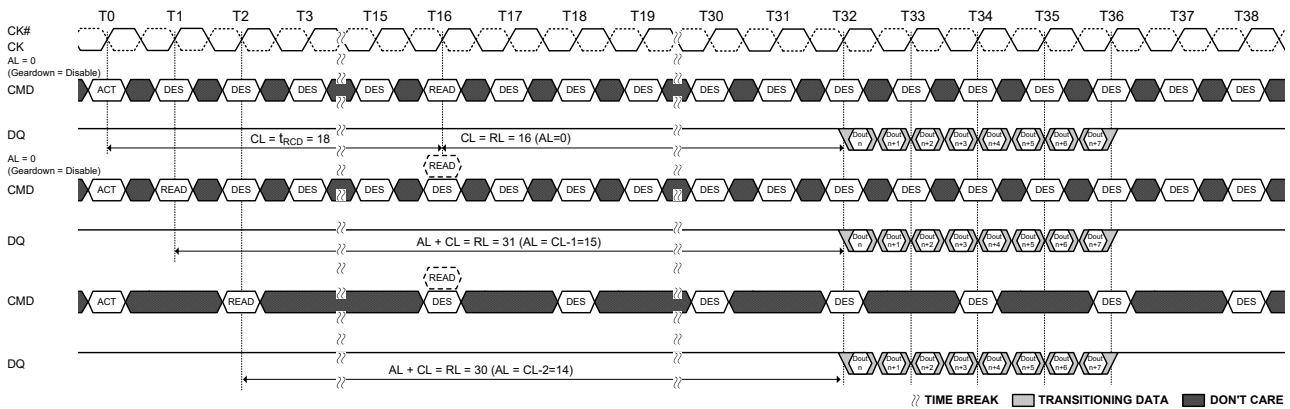 T0 T1 T2 T3 T15 T16 T17 T18 T19 T30 T31 T32 T33 T34 T35 T36 T37 T38
CK#
CK
AL = 0
(Geardown = Disable)
CMD ACT DES DES DES DES READ DES DES DES DES DES DES DES DES DES DES DES DES
DQ Dout n Dout n+1 Dout n+2 Dout n+3 Dout n+4 Dout n+5 Dout n+6 Dout n+7
CL = tRCD = 18 CL = RL = 16 (AL=0)
AL = 0
(Geardown = Disable)
READ
CMD ACT READ DES DES DES DES DES DES DES DES DES DES DES DES DES DES DES DES
DQ Dout n Dout n+1 Dout n+2 Dout n+3 Dout n+4 Dout n+5 Dout n+6 Dout n+7
AL + CL = RL = 31 (AL = CL-1=15)
READ
CMD ACT READ DES DES DES DES DES DES DES
DQ Dout n Dout n+1 Dout n+2 Dout n+3 Dout n+4 Dout n+5 Dout n+6 Dout n+7
AL + CL = RL = 30 (AL = CL-2=14)
TIME BREAK TRANSITIONING DATA DON'T CARE